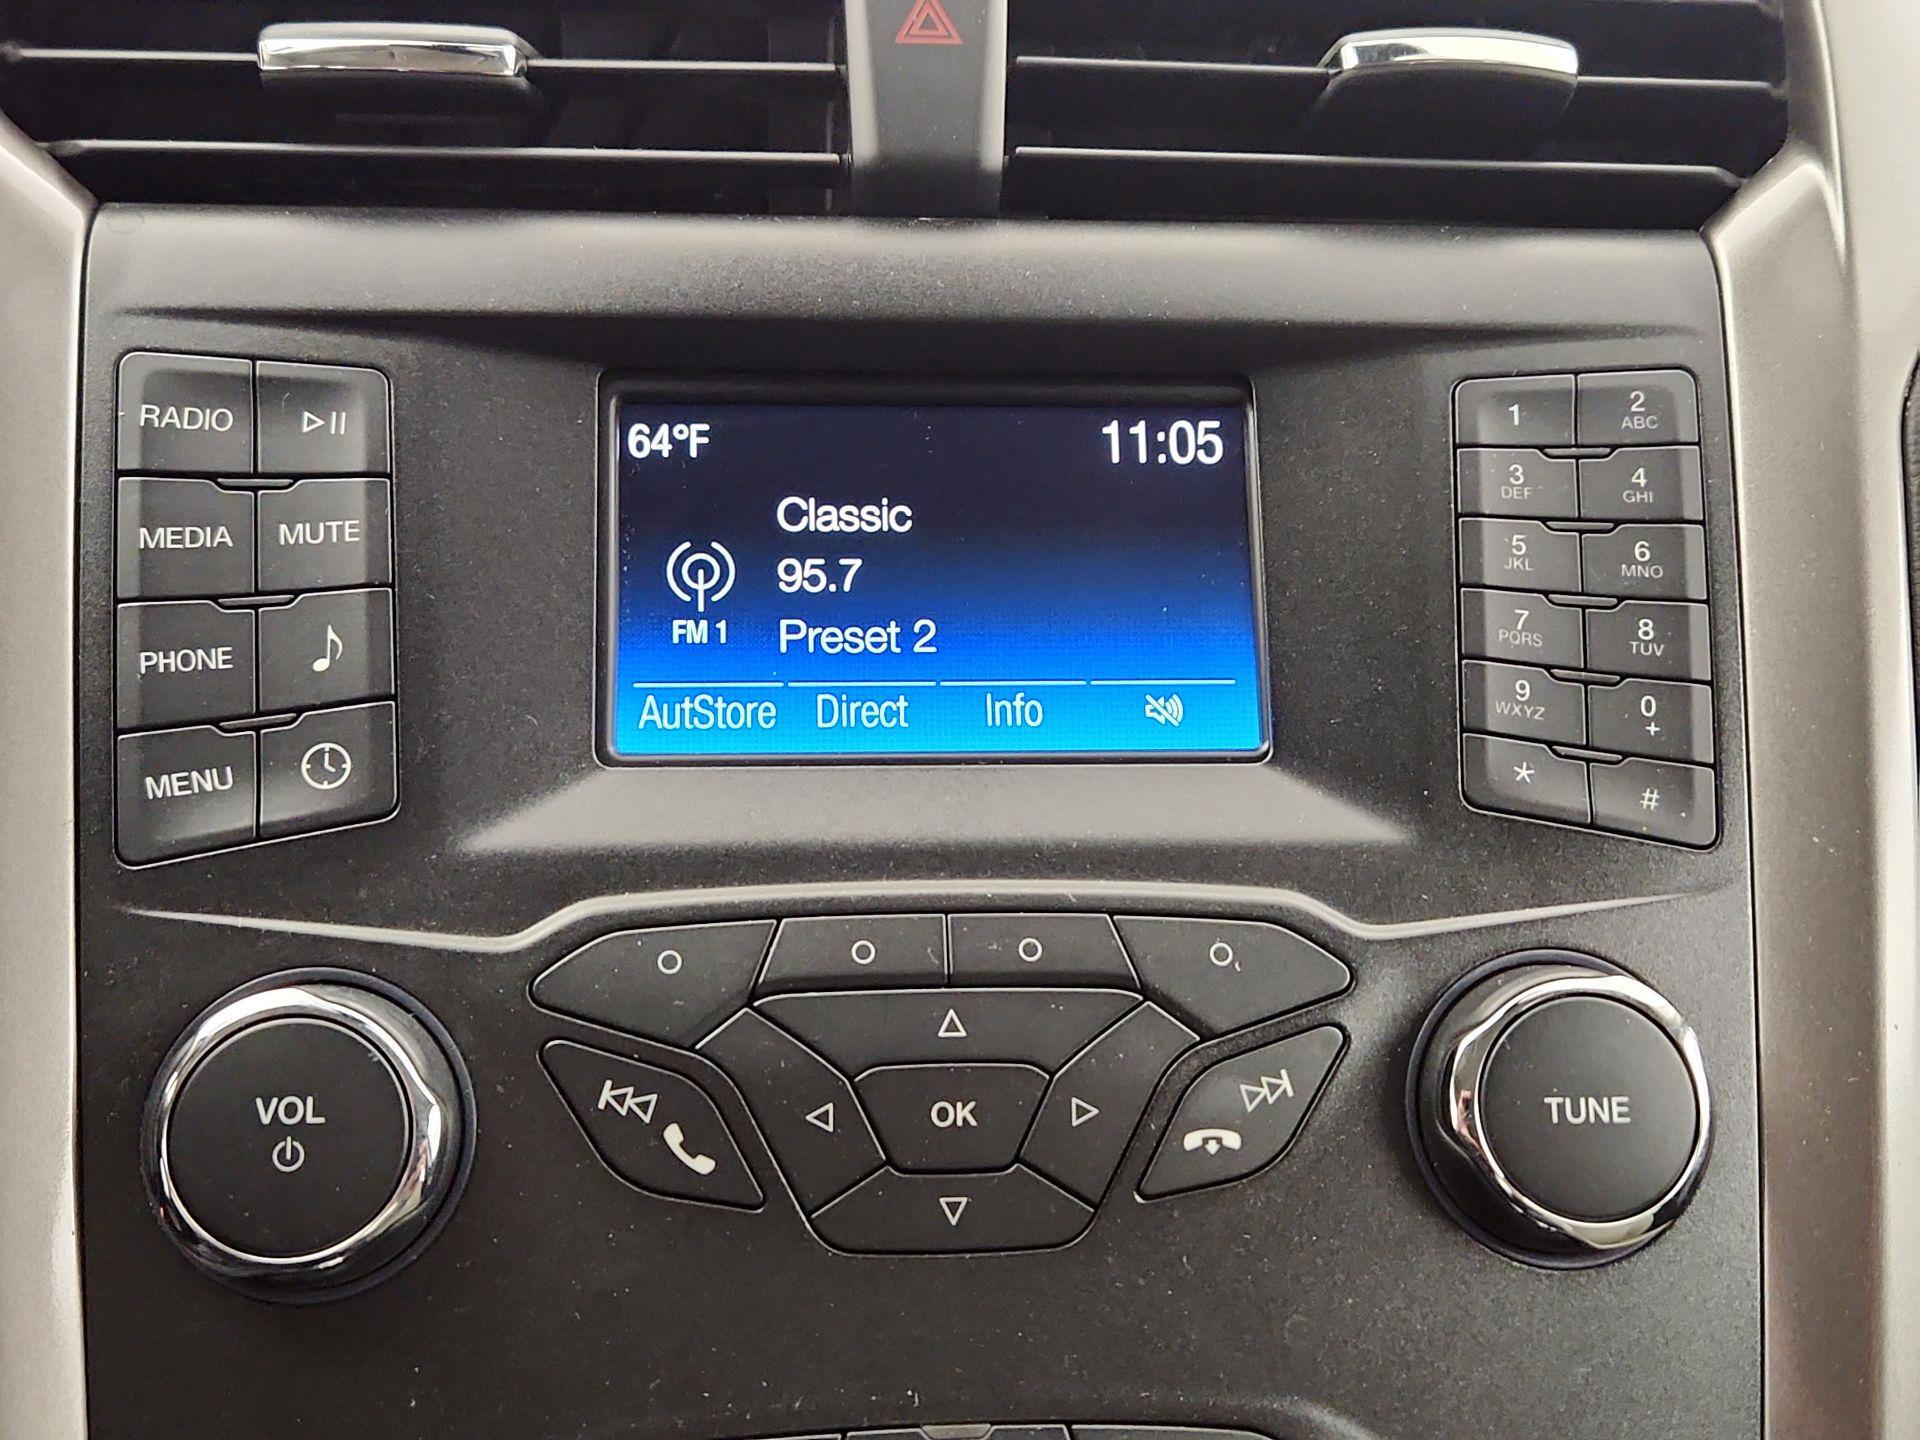 64°F
11:05
Classic
95.7
FM 1
Preset 2
AutStore Direct Info
RADIO
MEDIA MUTE
PHONE
MENU
1
2
ABC
3
DEF
4
GHI
5
JKL
6
MNO
7
PQRS
8
TUV
9
WXYZ
0
+
*
#
VOL
OK
TUNE